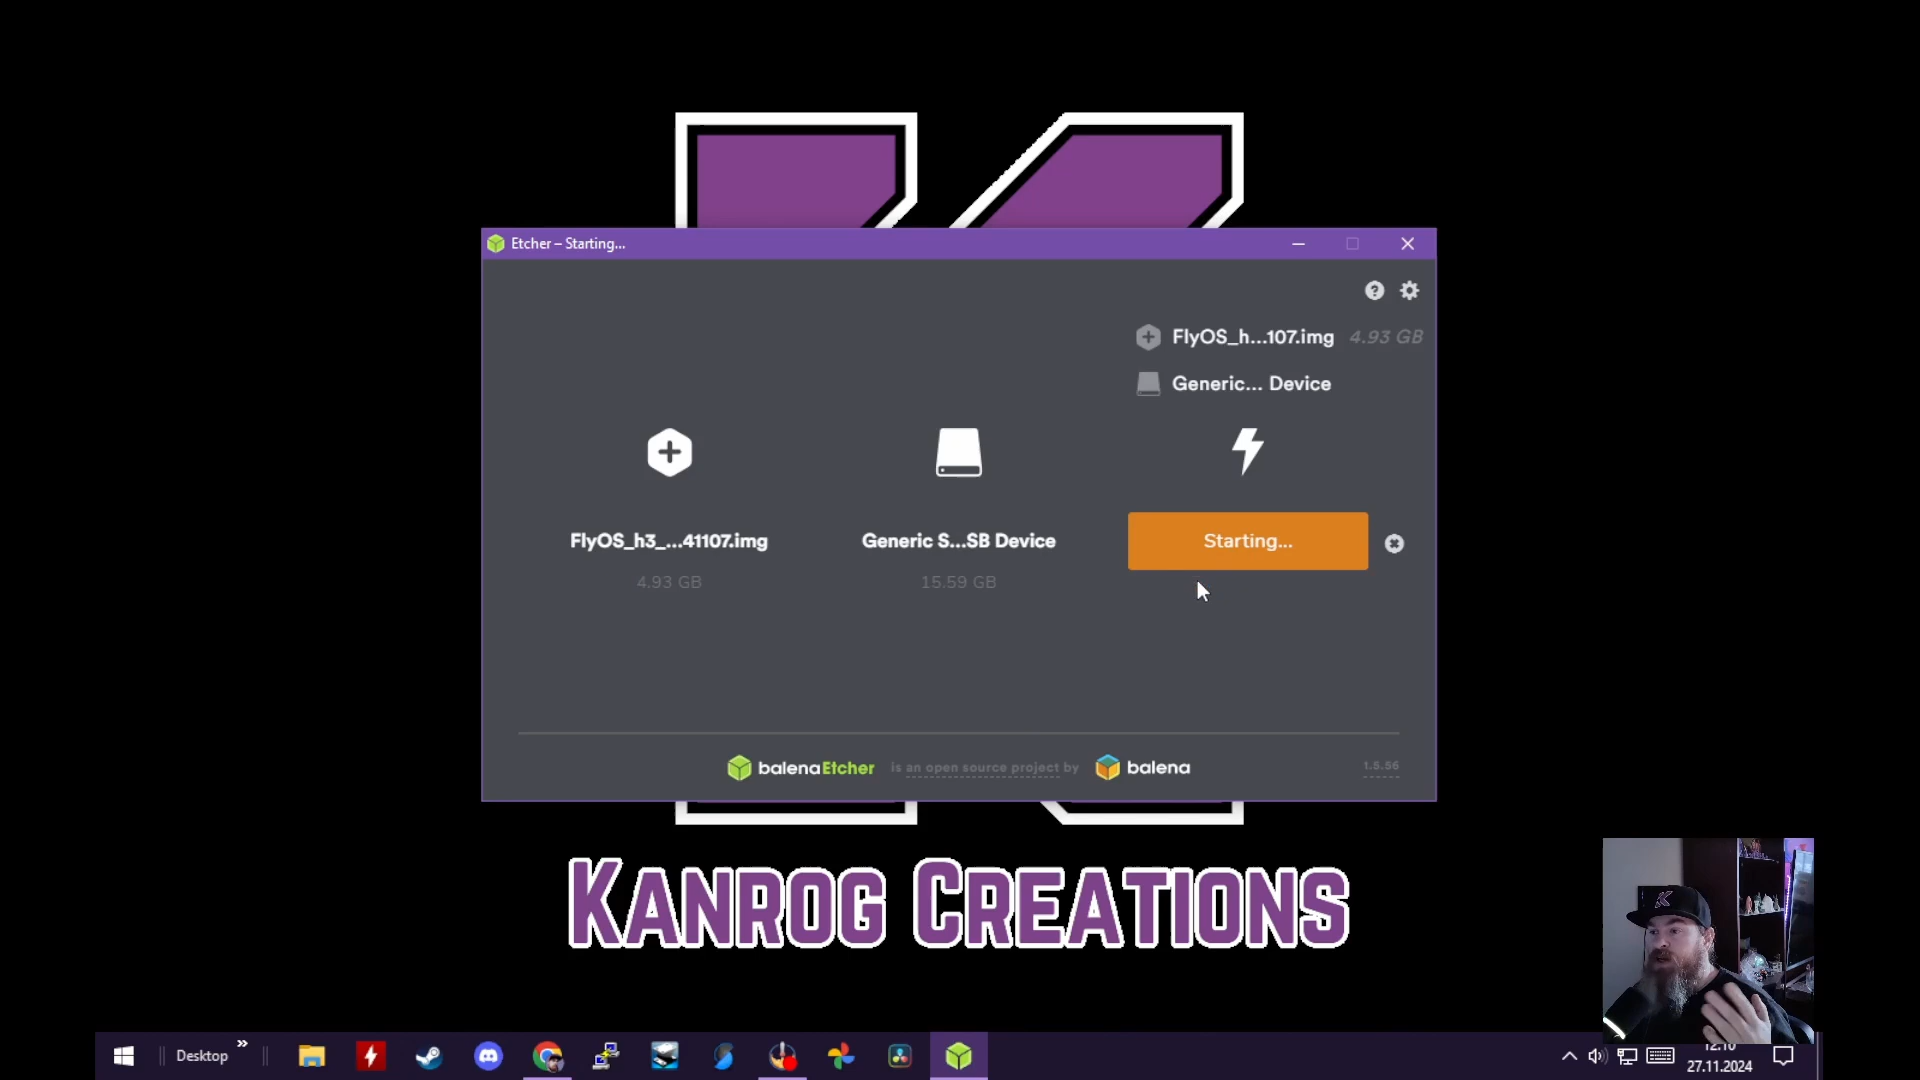 Etcher – Starting...
FlyOS_h...107.img 4.93 GB
Generic... Device
FlyOS_h3_...41107.img
4.93 GB
Generic S...SB Device
15.59 GB
Starting...
balenaEtcher is an open source project by balena
1.5.56
KANROG CREATIONS
Desktop
12:10
27.11.2024